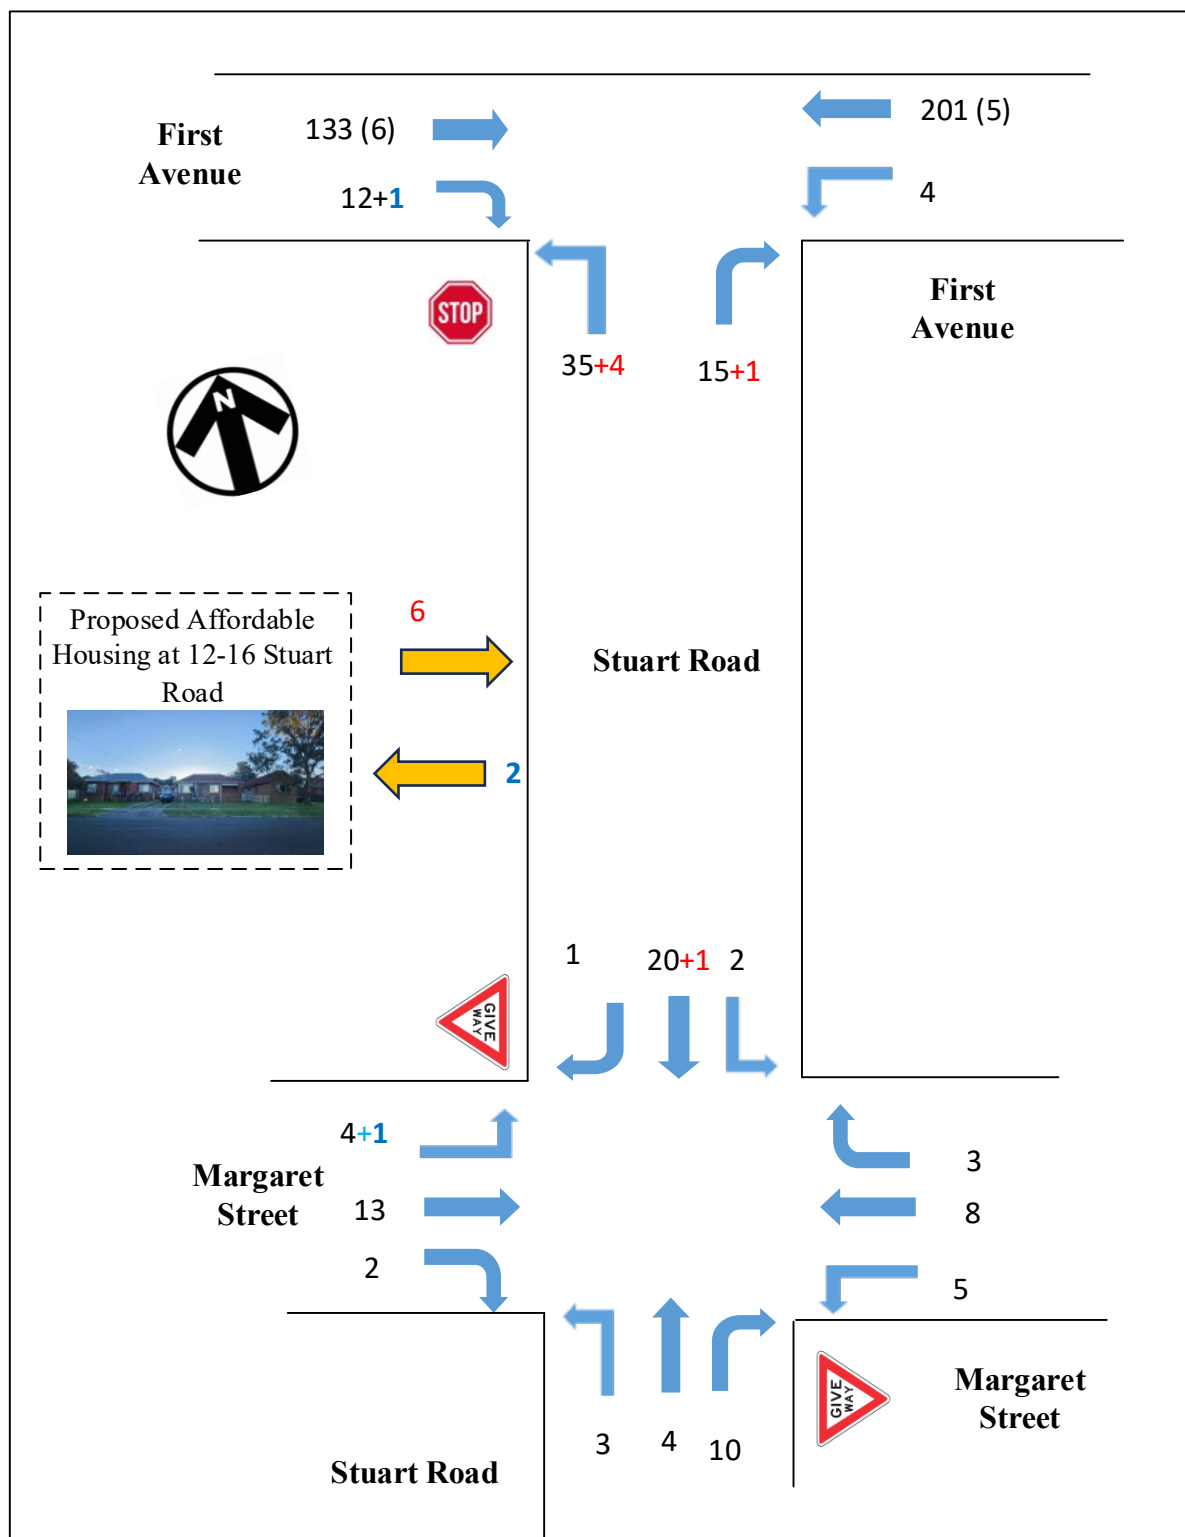 133 (6)
201 (5)
First
Avenue
12+1
4
STOP
First
Avenue
35+4
15+1
N
Proposed Affordable
Housing at 12-16 Stuart
Road
6
Stuart Road
2
1
20+1
2
GIVE
WAY
4+1
3
Margaret
Street
13
8
2
5
GIVE
WAY
Margaret
Street
3
4
10
Stuart Road